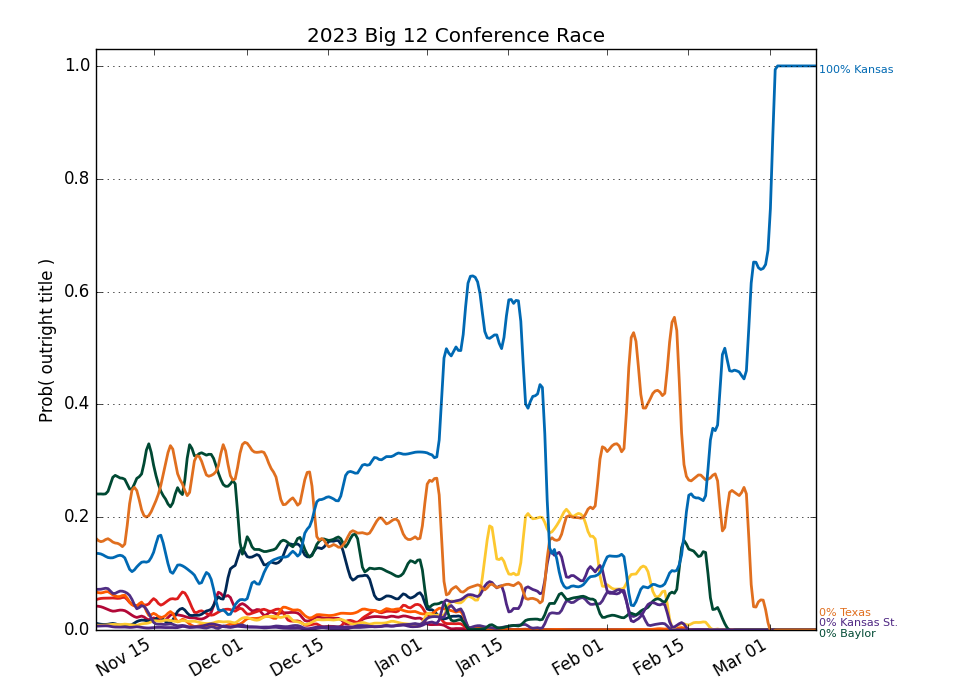 2023 Big 12 Conference Race
Prob( outright title )
1.0
0.8
0.6
0.4
0.2
0.0
Nov 15
Dec 01
Dec 15
Jan 01
Jan 15
Feb 01
Feb 15
Mar 01
100% Kansas
0% Texas
0% Kansas St.
0% Baylor